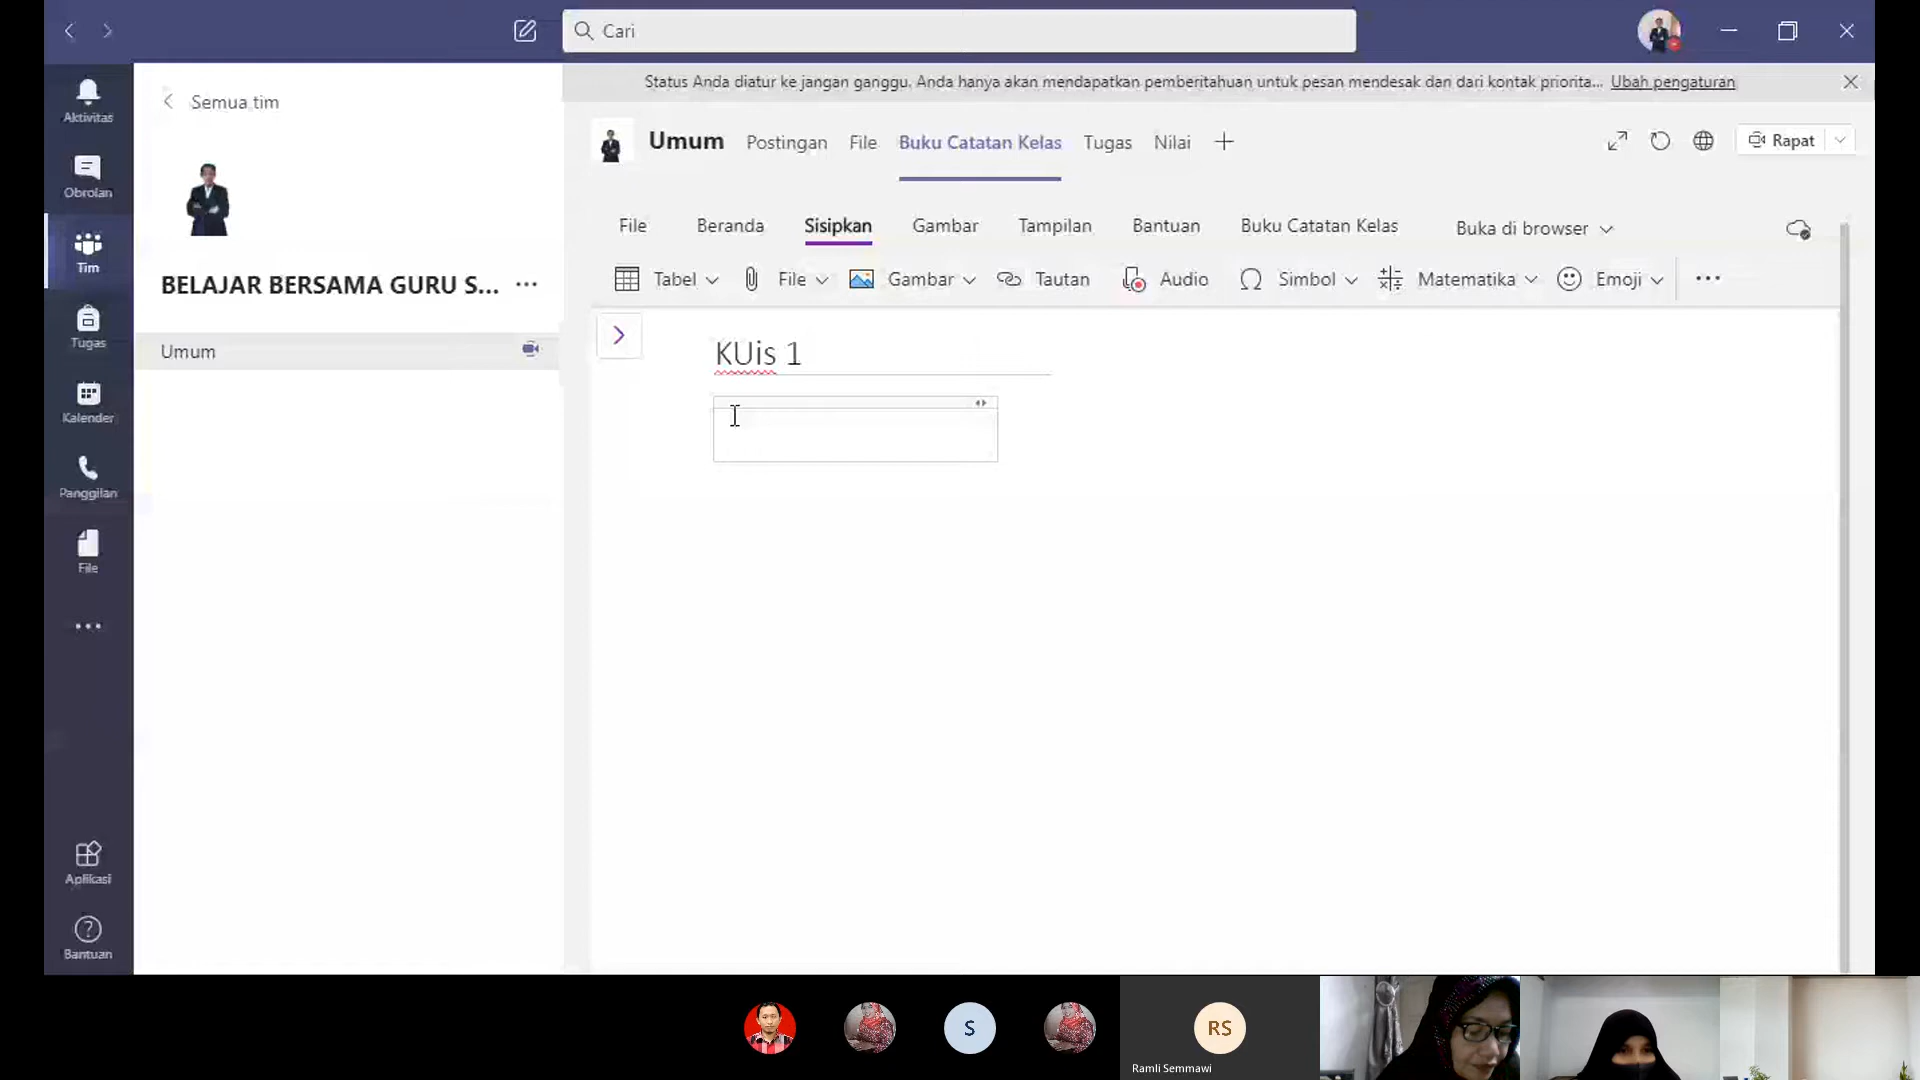 Cari
Status Anda diatur ke jangan ganggu. Anda hanya akan mendapatkan pemberitahuan untuk pesan mendesak dan dari kontak priorita... Ubah pengaturan
Aktivitas
Obrolan
Tim
Tugas
Kalender
Panggilan
File
Aplikasi
Bantuan
Semua tim
BELAJAR BERSAMA GURU S...
Umum
Umum Postingan File Buku Catatan Kelas Tugas Nilai
Rapat
File Beranda Sisipkan Gambar Tampilan Bantuan Buku Catatan Kelas Buka di browser
Tabel File Gambar Tautan Audio Simbol Matematika Emoji
KUis 1
S
RS
Ramli Semmawi